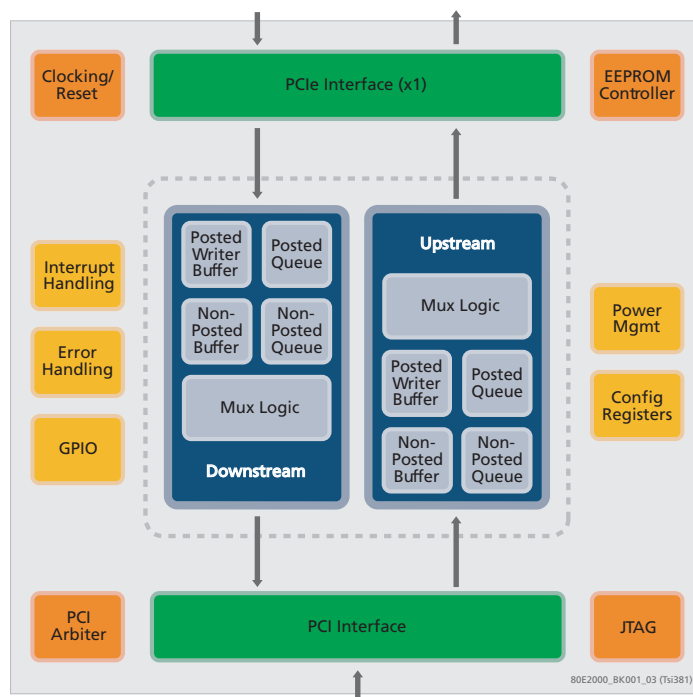 Clocking/
Reset
PCIe Interface (x1)
EEPROM
Controller
Interrupt
Handling
Error
Handling
GPIO
Posted
Writer
Buffer
Posted
Queue
Non-
Posted
Buffer
Non-
Posted
Queue
Mux Logic
Downstream
Upstream
Mux Logic
Posted
Writer
Buffer
Posted
Queue
Non-
Posted
Buffer
Non-
Posted
Queue
Power
Mgmt
Config
Registers
PCI
Arbiter
PCI Interface
JTAG
80E2000_BK001_03 (Tsi381)